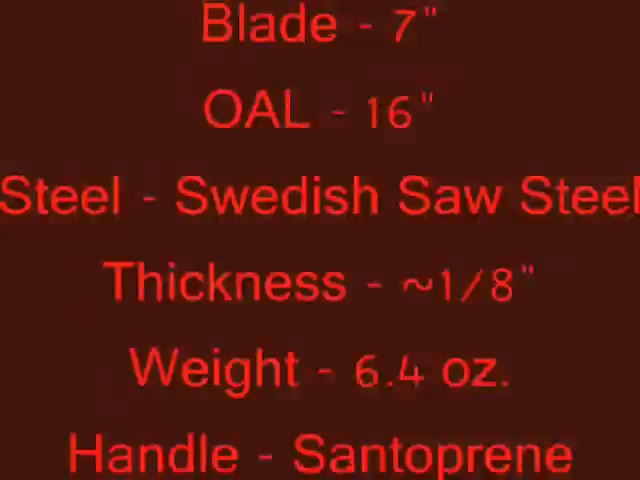 Blade - 7"
OAL - 16"
Steel - Swedish Saw Steel
Thickness - ~1/8"
Weight - 6.4 oz.
Handle - Santoprene